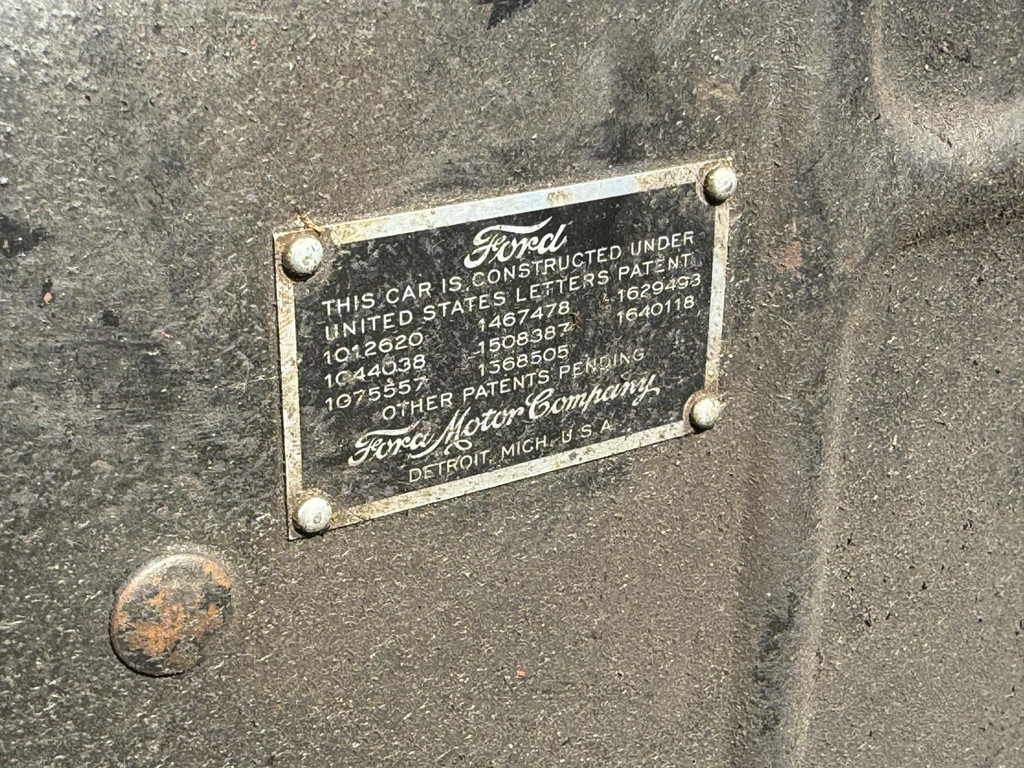 Ford
THIS CAR IS CONSTRUCTED UNDER
UNITED STATES LETTERS PATENT
1012620 1467478 1629493
1044038 1508387 1640118
1075557 1368505
OTHER PATENTS PENDING
Ford Motor Company
DETROIT, MICH. U.S.A.